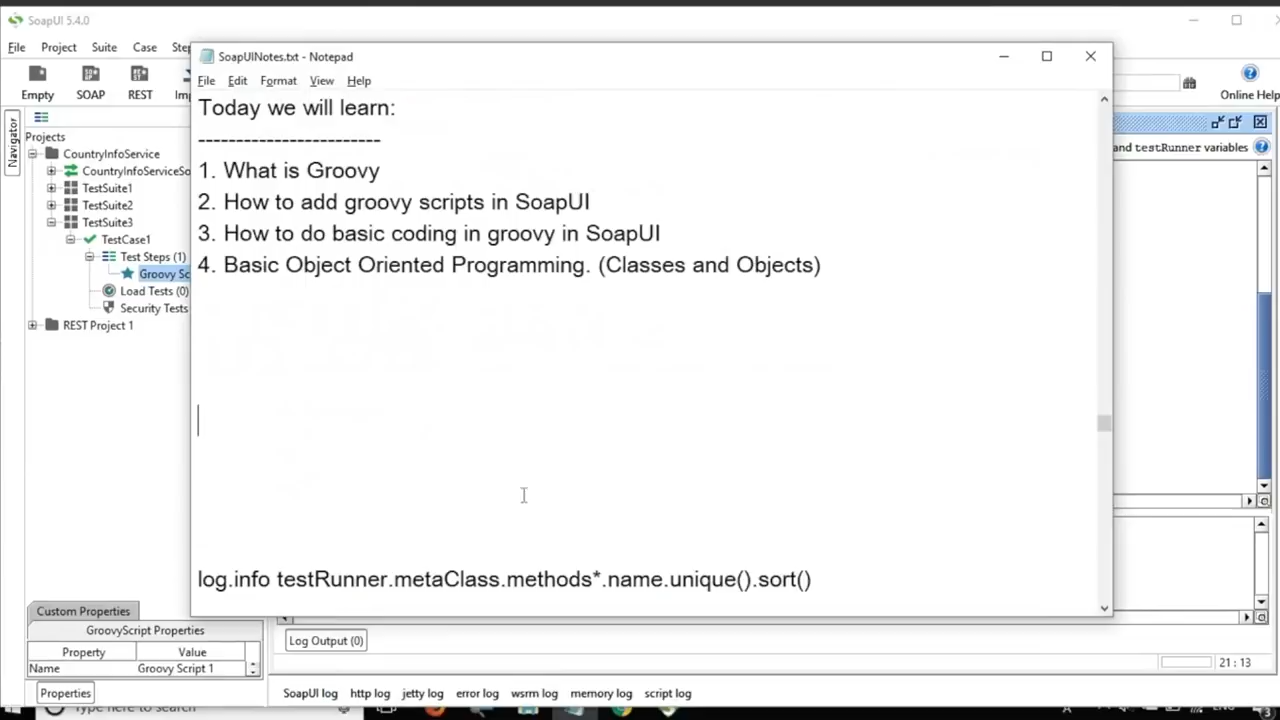 SoapUI 5.4.0
File Project Suite Case
Empty SOAP REST
Online Help
SoapUINotes.txt - Notepad
File Edit Format View Help
Today we will learn:
------------------------
1. What is Groovy
2. How to add groovy scripts in SoapUI
3. How to do basic coding in groovy in SoapUI
4. Basic Object Oriented Programming. (Classes and Objects)
log.info testRunner.metaClass.methods*.name.unique().sort()
Navigator
Projects
CountryInfoService
CountryInfoServiceSo
TestSuite1
TestSuite2
TestSuite3
TestCase1
Test Steps (1)
Groovy Sc
Load Tests (0)
Security Tests
REST Project 1
and testRunner variables
Custom Properties
GroovyScript Properties
Property Value
Name Groovy Script 1
Properties
Log Output (0)
21 : 13
SoapUI log http log jetty log error log wsrm log memory log script log
Type here to search